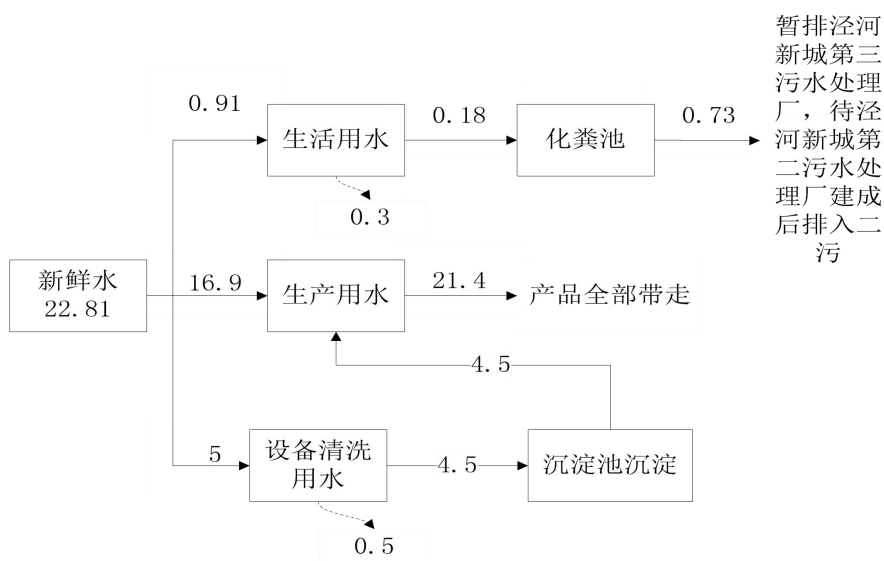 暂排泾河
新城第三
污水处理
厂，待泾
河新城第
二污水处
理厂建成
后排入二
污
0.91
生活用水
0.18
化粪池
0.73
0.3
新鲜水
22.81
16.9
生产用水
21.4
产品全部带走
4.5
5
设备清洗
用水
4.5
沉淀池沉淀
0.5